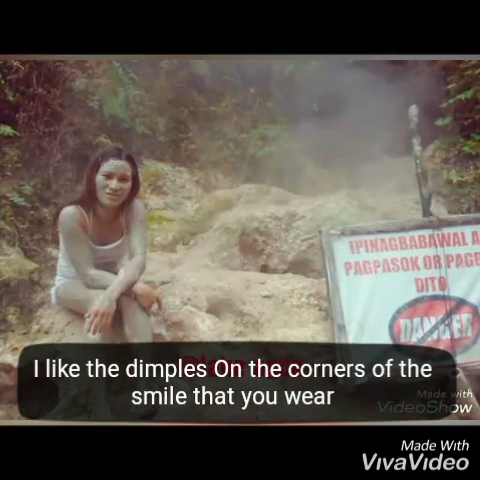 IPINAGBABAWAL A
PAGPASOK OR PAGB
DITO
DANGER
I like the dimples On the corners of the
smile that you wear
Made with
VideoShow
Made With
VivaVideo